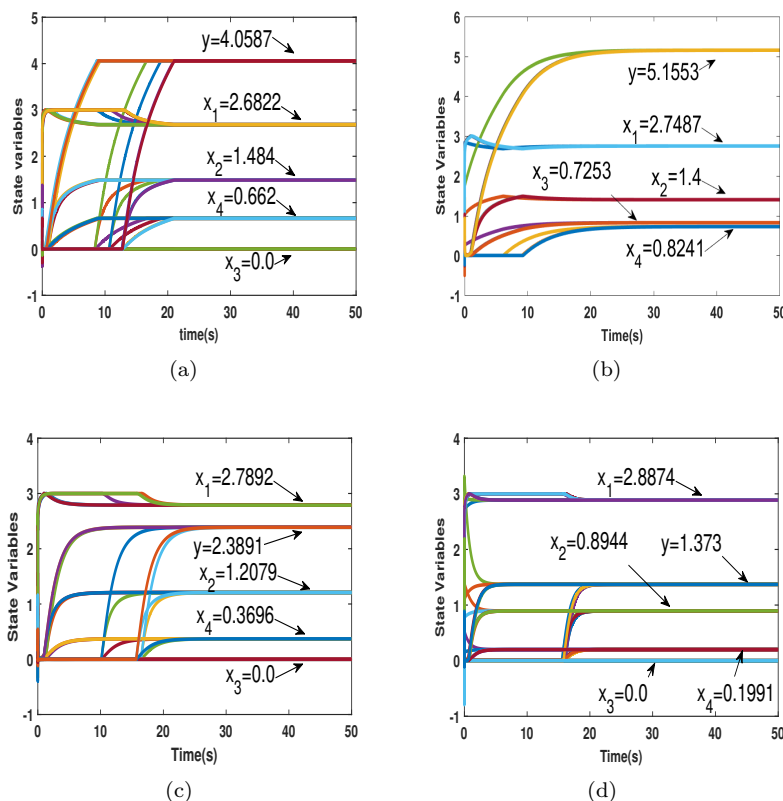 5
4
3
2
1
0
-1
0
10
20
30
40
50
State Variables
time(s)
y=4.0587
x1=2.6822
x2=1.484
x4=0.662
x3=0.0
(a)
6
5
4
3
2
1
0
-1
0
10
20
30
40
50
State Variables
Time(s)
y=5.1553
x1=2.7487
x3=0.7253
x2=1.4
x4=0.8241
(b)
4
3
2
1
0
-1
0
10
20
30
40
50
State Variables
Time(s)
x1=2.7892
y=2.3891
x2=1.2079
x4=0.3696
x3=0.0
(c)
4
3
2
1
0
-1
0
10
20
30
40
50
State Variables
Time(s)
x1=2.8874
x2=0.8944
y=1.373
x3=0.0
x4=0.1991
(d)